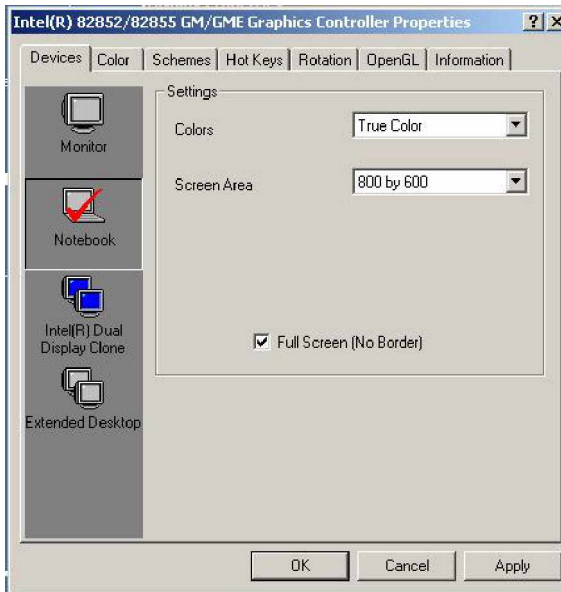 Intel(R) 82852/82855 GM/GME Graphics Controller Properties
Devices Color Schemes Hot Keys Rotation OpenGL Information
Settings
Colors True Color
Monitor
Screen Area 800 by 600
Notebook
Intel(R) Dual
Display Clone
Full Screen (No Border)
Extended Desktop
OK Cancel Apply